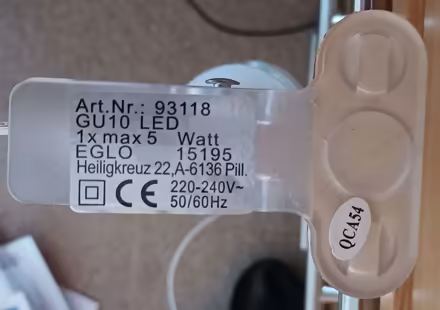 Art.Nr.: 93118
GU10 LED
1x max 5 Watt
EGLO 15195
Heiligkreuz 22,A-6136 Pill.
CE 220-240V~
50/60Hz
QCA54